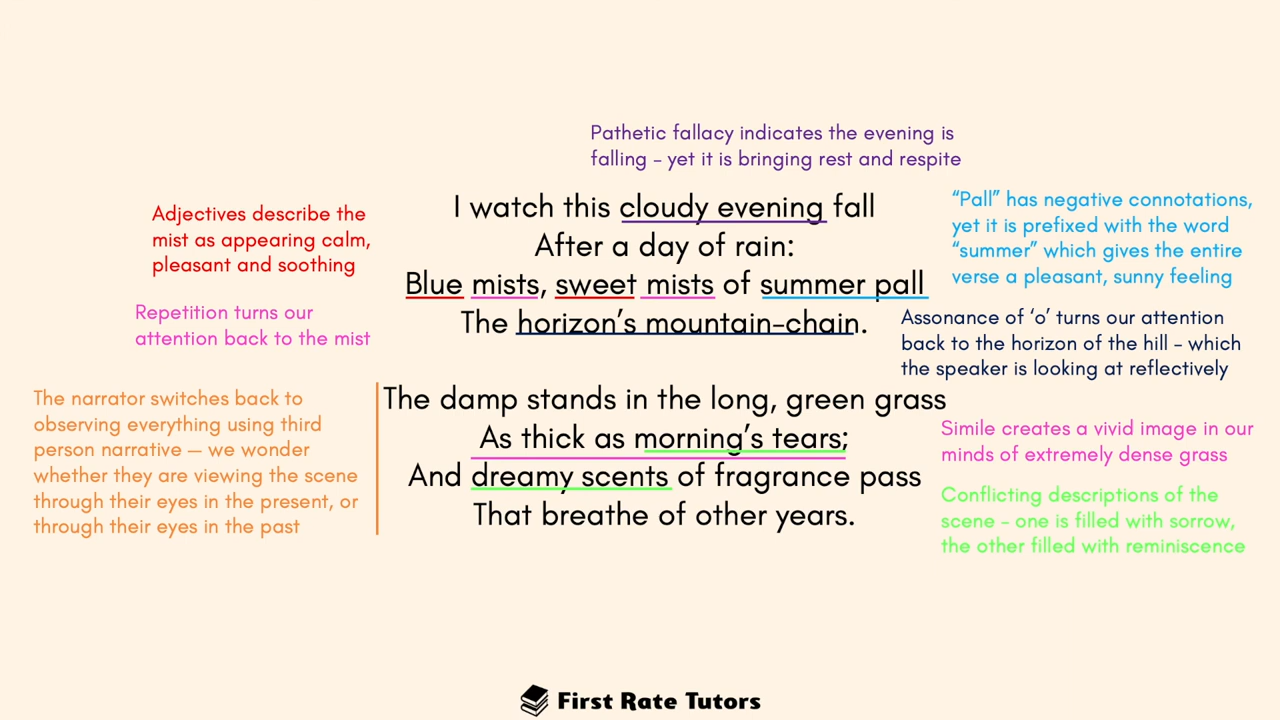 Pathetic fallacy indicates the evening is
falling – yet it is bringing rest and respite
I watch this cloudy evening fall
After a day of rain:
Blue mists, sweet mists of summer pall
The horizon’s mountain-chain.
Adjectives describe the
mist as appearing calm,
pleasant and soothing
Repetition turns our
attention back to the mist
“Pall” has negative connotations,
yet it is prefixed with the word
“summer” which gives the entire
verse a pleasant, sunny feeling
Assonance of ‘o’ turns our attention
back to the horizon of the hill – which
the speaker is looking at reflectively
The narrator switches back to
observing everything using third
person narrative — we wonder
whether they are viewing the scene
through their eyes in the present, or
through their eyes in the past
The damp stands in the long, green grass
As thick as morning’s tears;
And dreamy scents of fragrance pass
That breathe of other years.
Simile creates a vivid image in our
minds of extremely dense grass
Conflicting descriptions of the
scene – one is filled with sorrow,
the other filled with reminiscence
First Rate Tutors